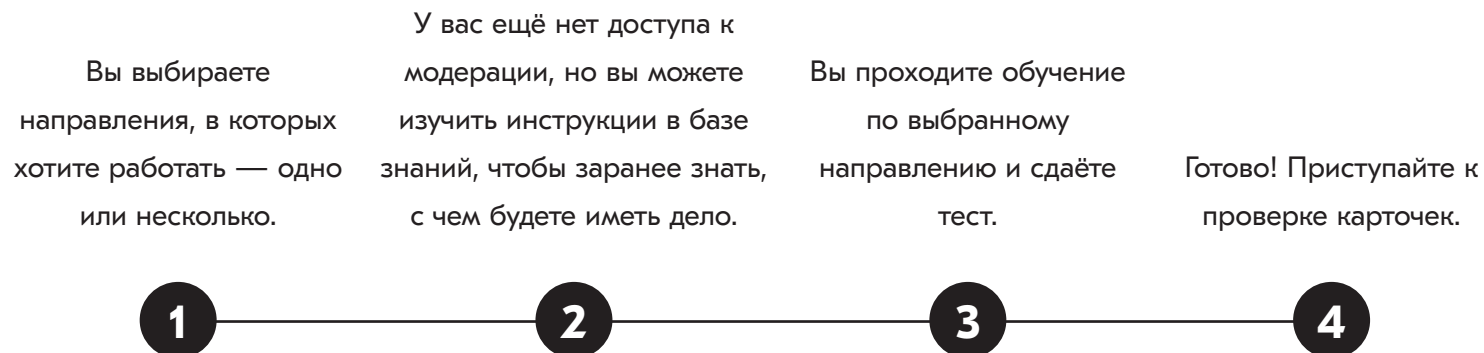 Вы выбираете
направления, в которых
хотите работать — одно
или несколько.
У вас ещё нет доступа к
модерации, но вы можете
изучить инструкции в базе
знаний, чтобы заранее знать,
с чем будете иметь дело.
Вы проходите обучение
по выбранному
направлению и сдаёте
тест.
Готово! Приступайте к
проверке карточек.
1
2
3
4